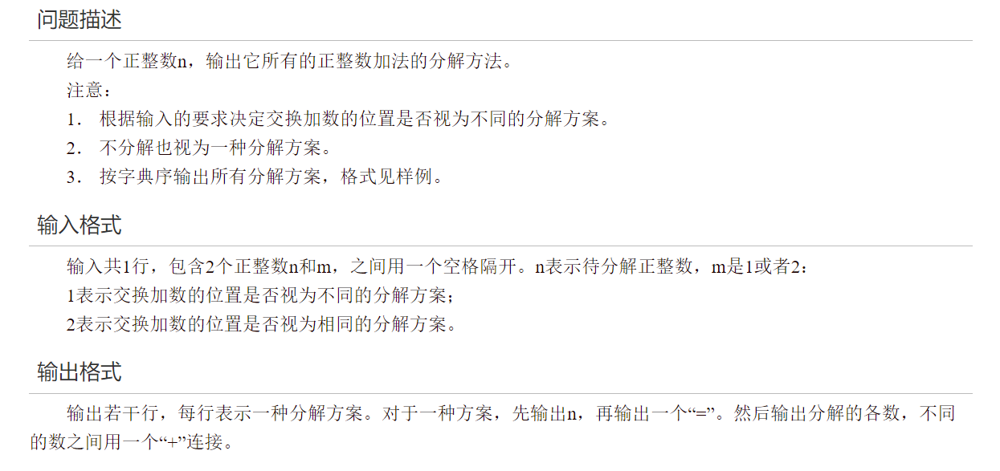 问题描述
给一个正整数n，输出它所有的正整数加法的分解方法。
注意：
1． 根据输入的要求决定交换加数的位置是否视为不同的分解方案。
2． 不分解也视为一种分解方案。
3． 按字典序输出所有分解方案，格式见样例。
输入格式
输入共1行，包含2个正整数n和m，之间用一个空格隔开。n表示待分解正整数，m是1或者2：
1表示交换加数的位置是否视为不同的分解方案；
2表示交换加数的位置是否视为相同的分解方案。
输出格式
输出若干行，每行表示一种分解方案。对于一种方案，先输出n，再输出一个“=”。然后输出分解的各数，不同
的数之间用一个“+”连接。